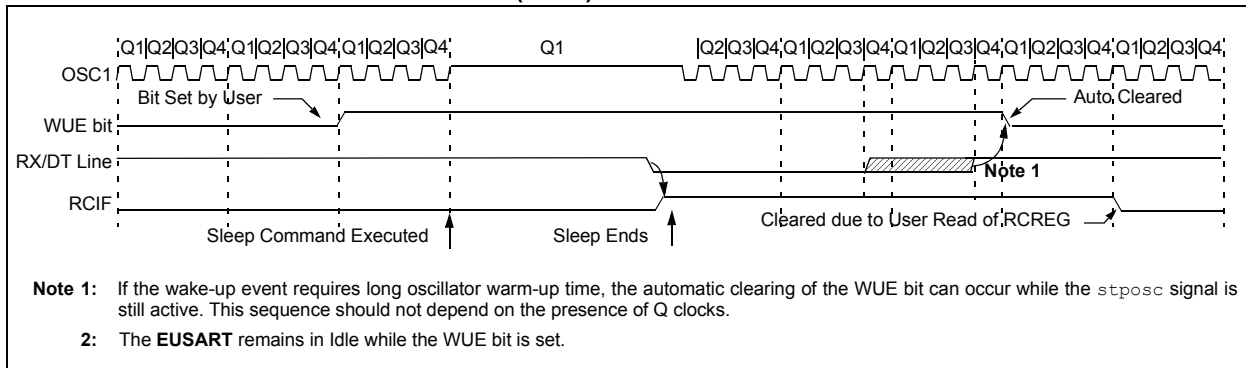 Q1|Q2|Q3|Q4 Q1|Q2|Q3|Q4 Q1|Q2|Q3|Q4 Q1 |Q2|Q3|Q4 Q1|Q2|Q3|Q4 Q1|Q2|Q3|Q4 Q1|Q2|Q3|Q4 Q1|Q2|Q3|Q4
OSC1
Bit Set by User
Auto Cleared
WUE bit
RX/DT Line
Note 1
RCIF
Cleared due to User Read of RCREG
Sleep Command Executed
Sleep Ends
Note 1: If the wake-up event requires long oscillator warm-up time, the automatic clearing of the WUE bit can occur while the stposc signal is
still active. This sequence should not depend on the presence of Q clocks.
2: The EUSART remains in Idle while the WUE bit is set.